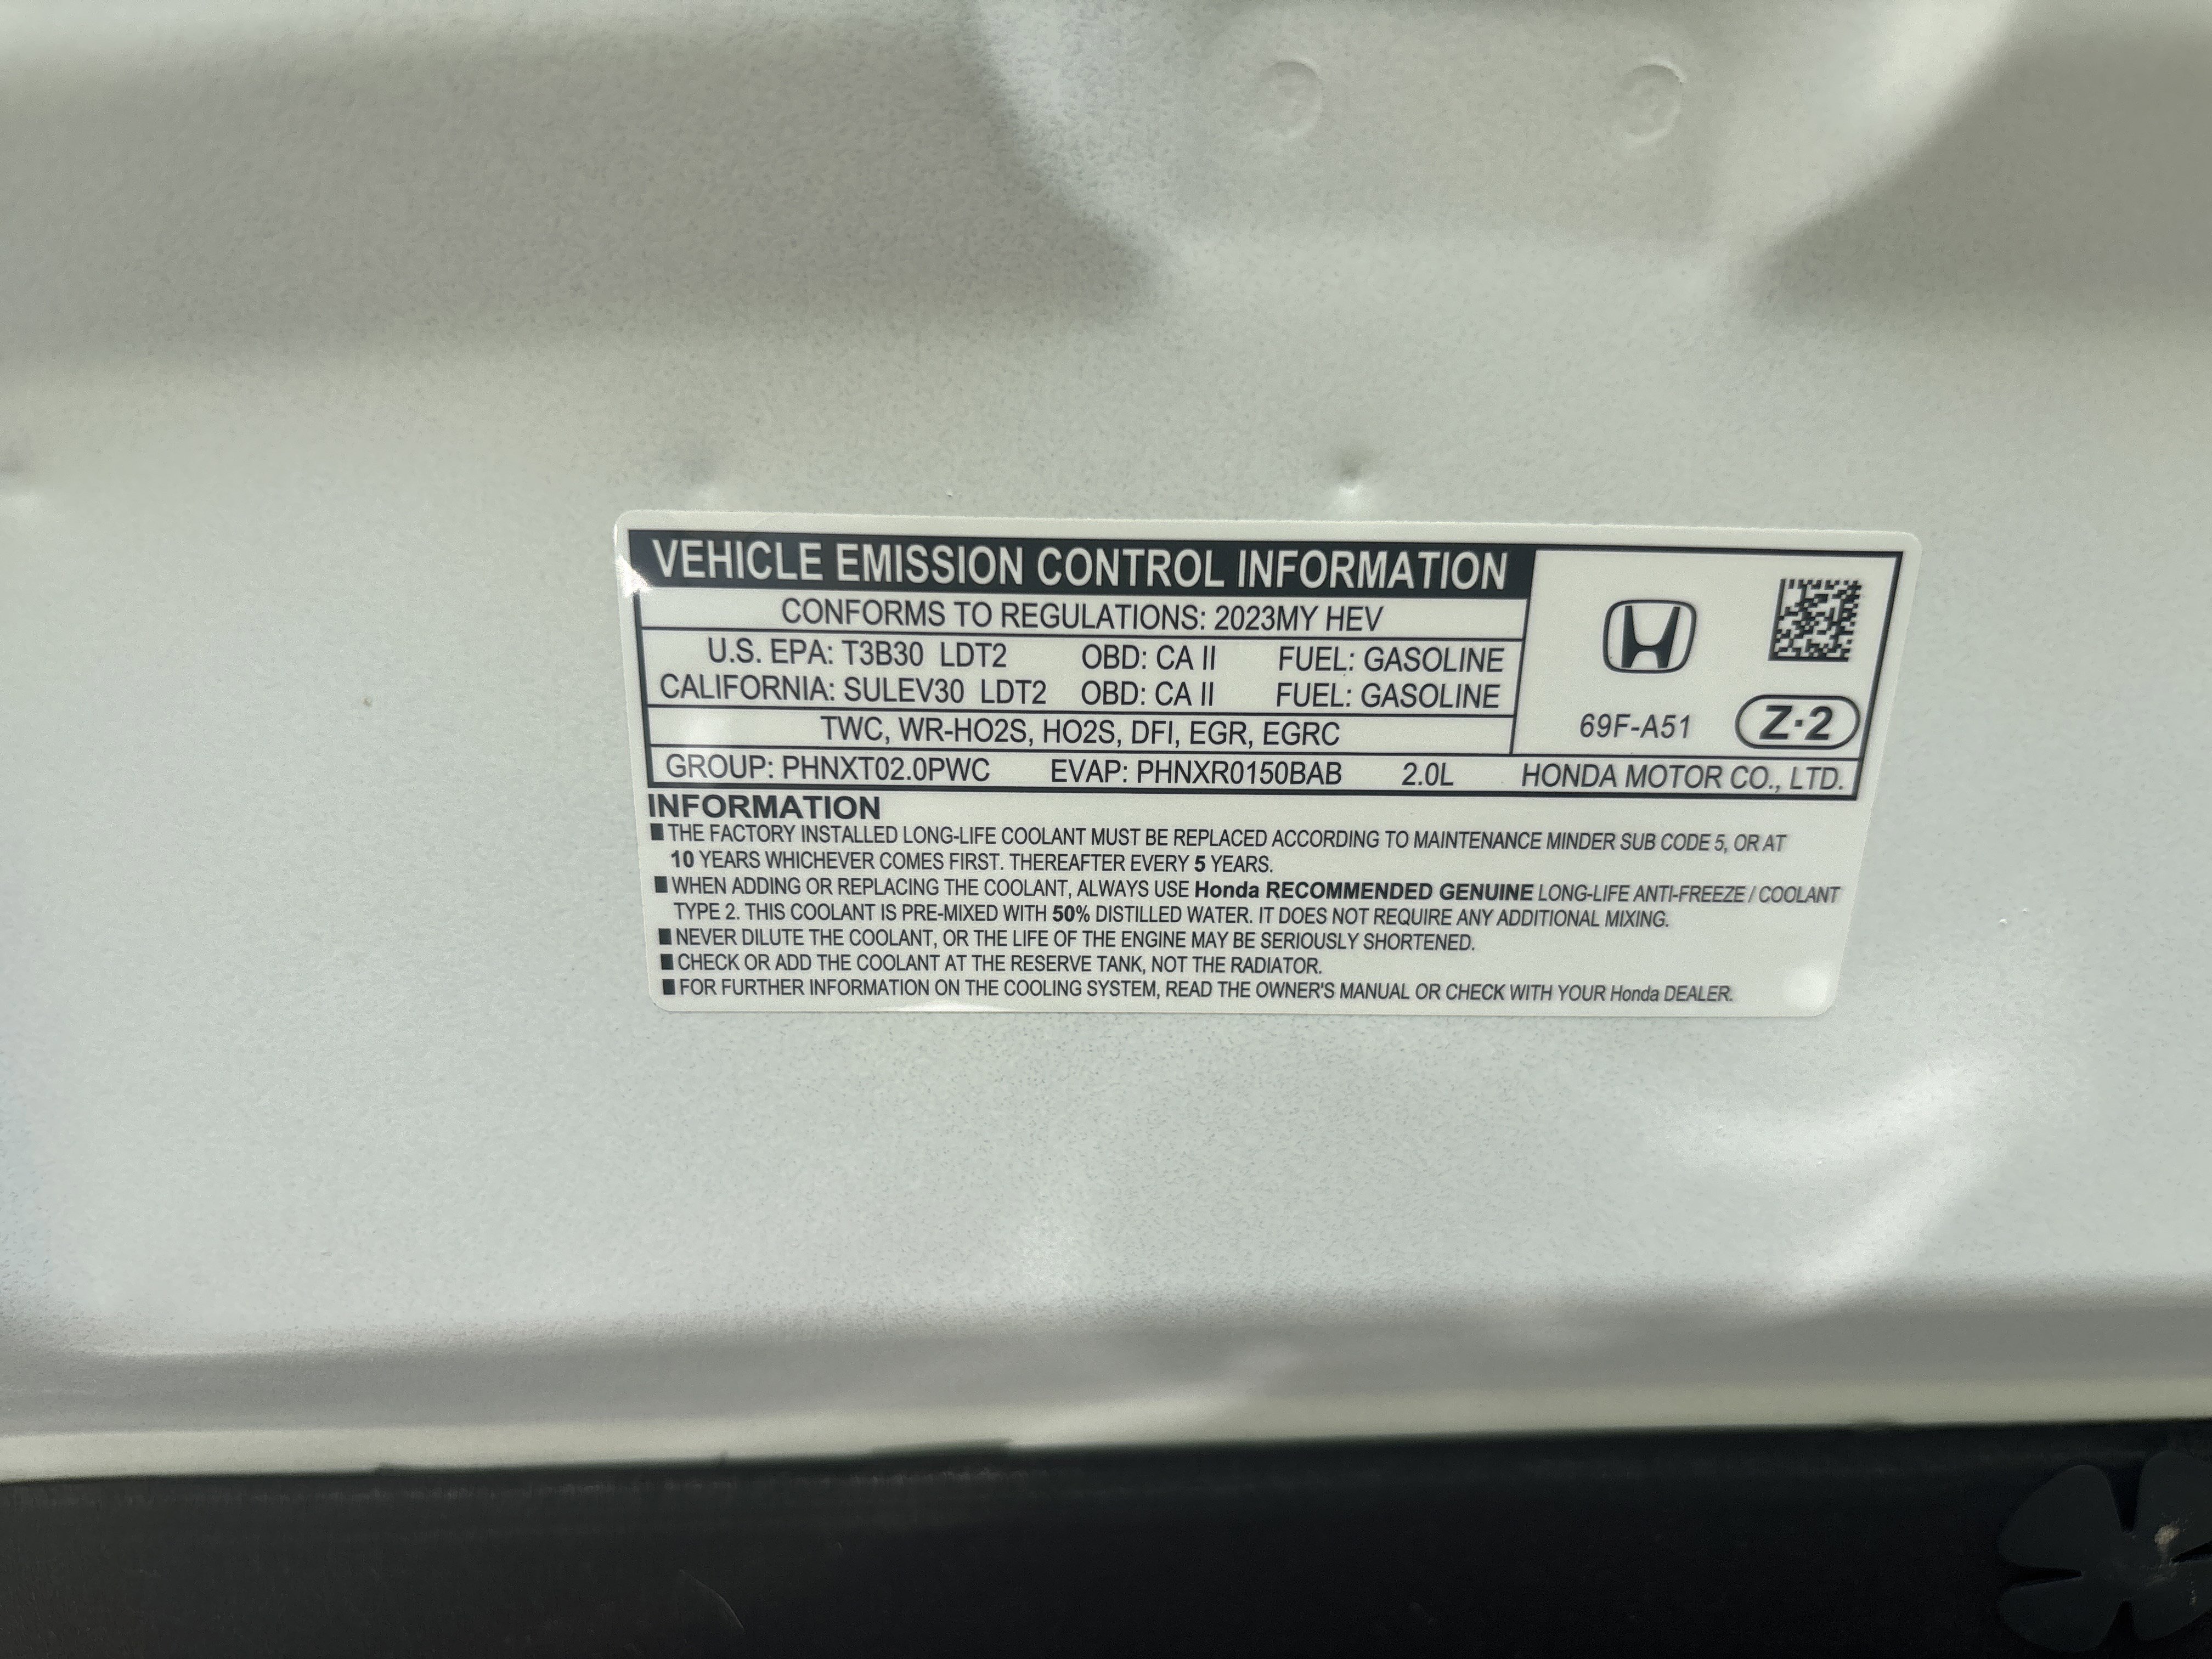 VEHICLE EMISSION CONTROL INFORMATION
CONFORMS TO REGULATIONS: 2023MY HEV
U.S. EPA: T3B30 LDT2 OBD: CA II FUEL: GASOLINE
CALIFORNIA: SULEV30 LDT2 OBD: CA II FUEL: GASOLINE
TWC, WR-HO2S, HO2S, DFI, EGR, EGRC
69F-A51 Z·2
GROUP: PHNXT02.0PWC EVAP: PHNXR0150BAB 2.0L HONDA MOTOR CO., LTD.
INFORMATION
■ THE FACTORY INSTALLED LONG-LIFE COOLANT MUST BE REPLACED ACCORDING TO MAINTENANCE MINDER SUB CODE 5, OR AT
10 YEARS WHICHEVER COMES FIRST. THEREAFTER EVERY 5 YEARS.
■ WHEN ADDING OR REPLACING THE COOLANT, ALWAYS USE Honda RECOMMENDED GENUINE LONG-LIFE ANTI-FREEZE / COOLANT
TYPE 2. THIS COOLANT IS PRE-MIXED WITH 50% DISTILLED WATER. IT DOES NOT REQUIRE ANY ADDITIONAL MIXING.
■ NEVER DILUTE THE COOLANT, OR THE LIFE OF THE ENGINE MAY BE SERIOUSLY SHORTENED.
■ CHECK OR ADD THE COOLANT AT THE RESERVE TANK, NOT THE RADIATOR.
■ FOR FURTHER INFORMATION ON THE COOLING SYSTEM, READ THE OWNER'S MANUAL OR CHECK WITH YOUR Honda DEALER.